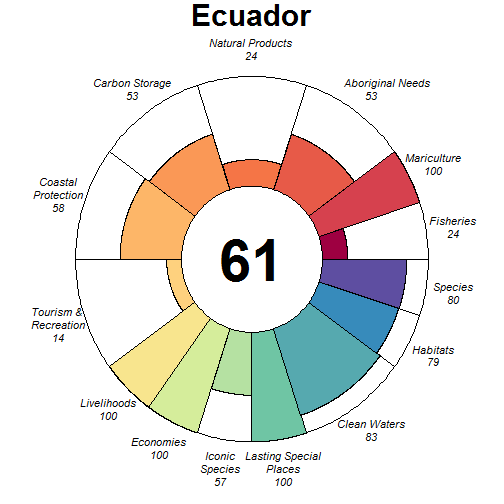 Ecuador
Natural Products
24
Carbon Storage
53
Aboriginal Needs
53
Mariculture
100
Coastal
Protection
58
Fisheries
24
61
Species
80
Tourism &
Recreation
14
Habitats
79
Livelihoods
100
Clean Waters
83
Economies
100
Iconic
Species
57
Lasting Special
Places
100